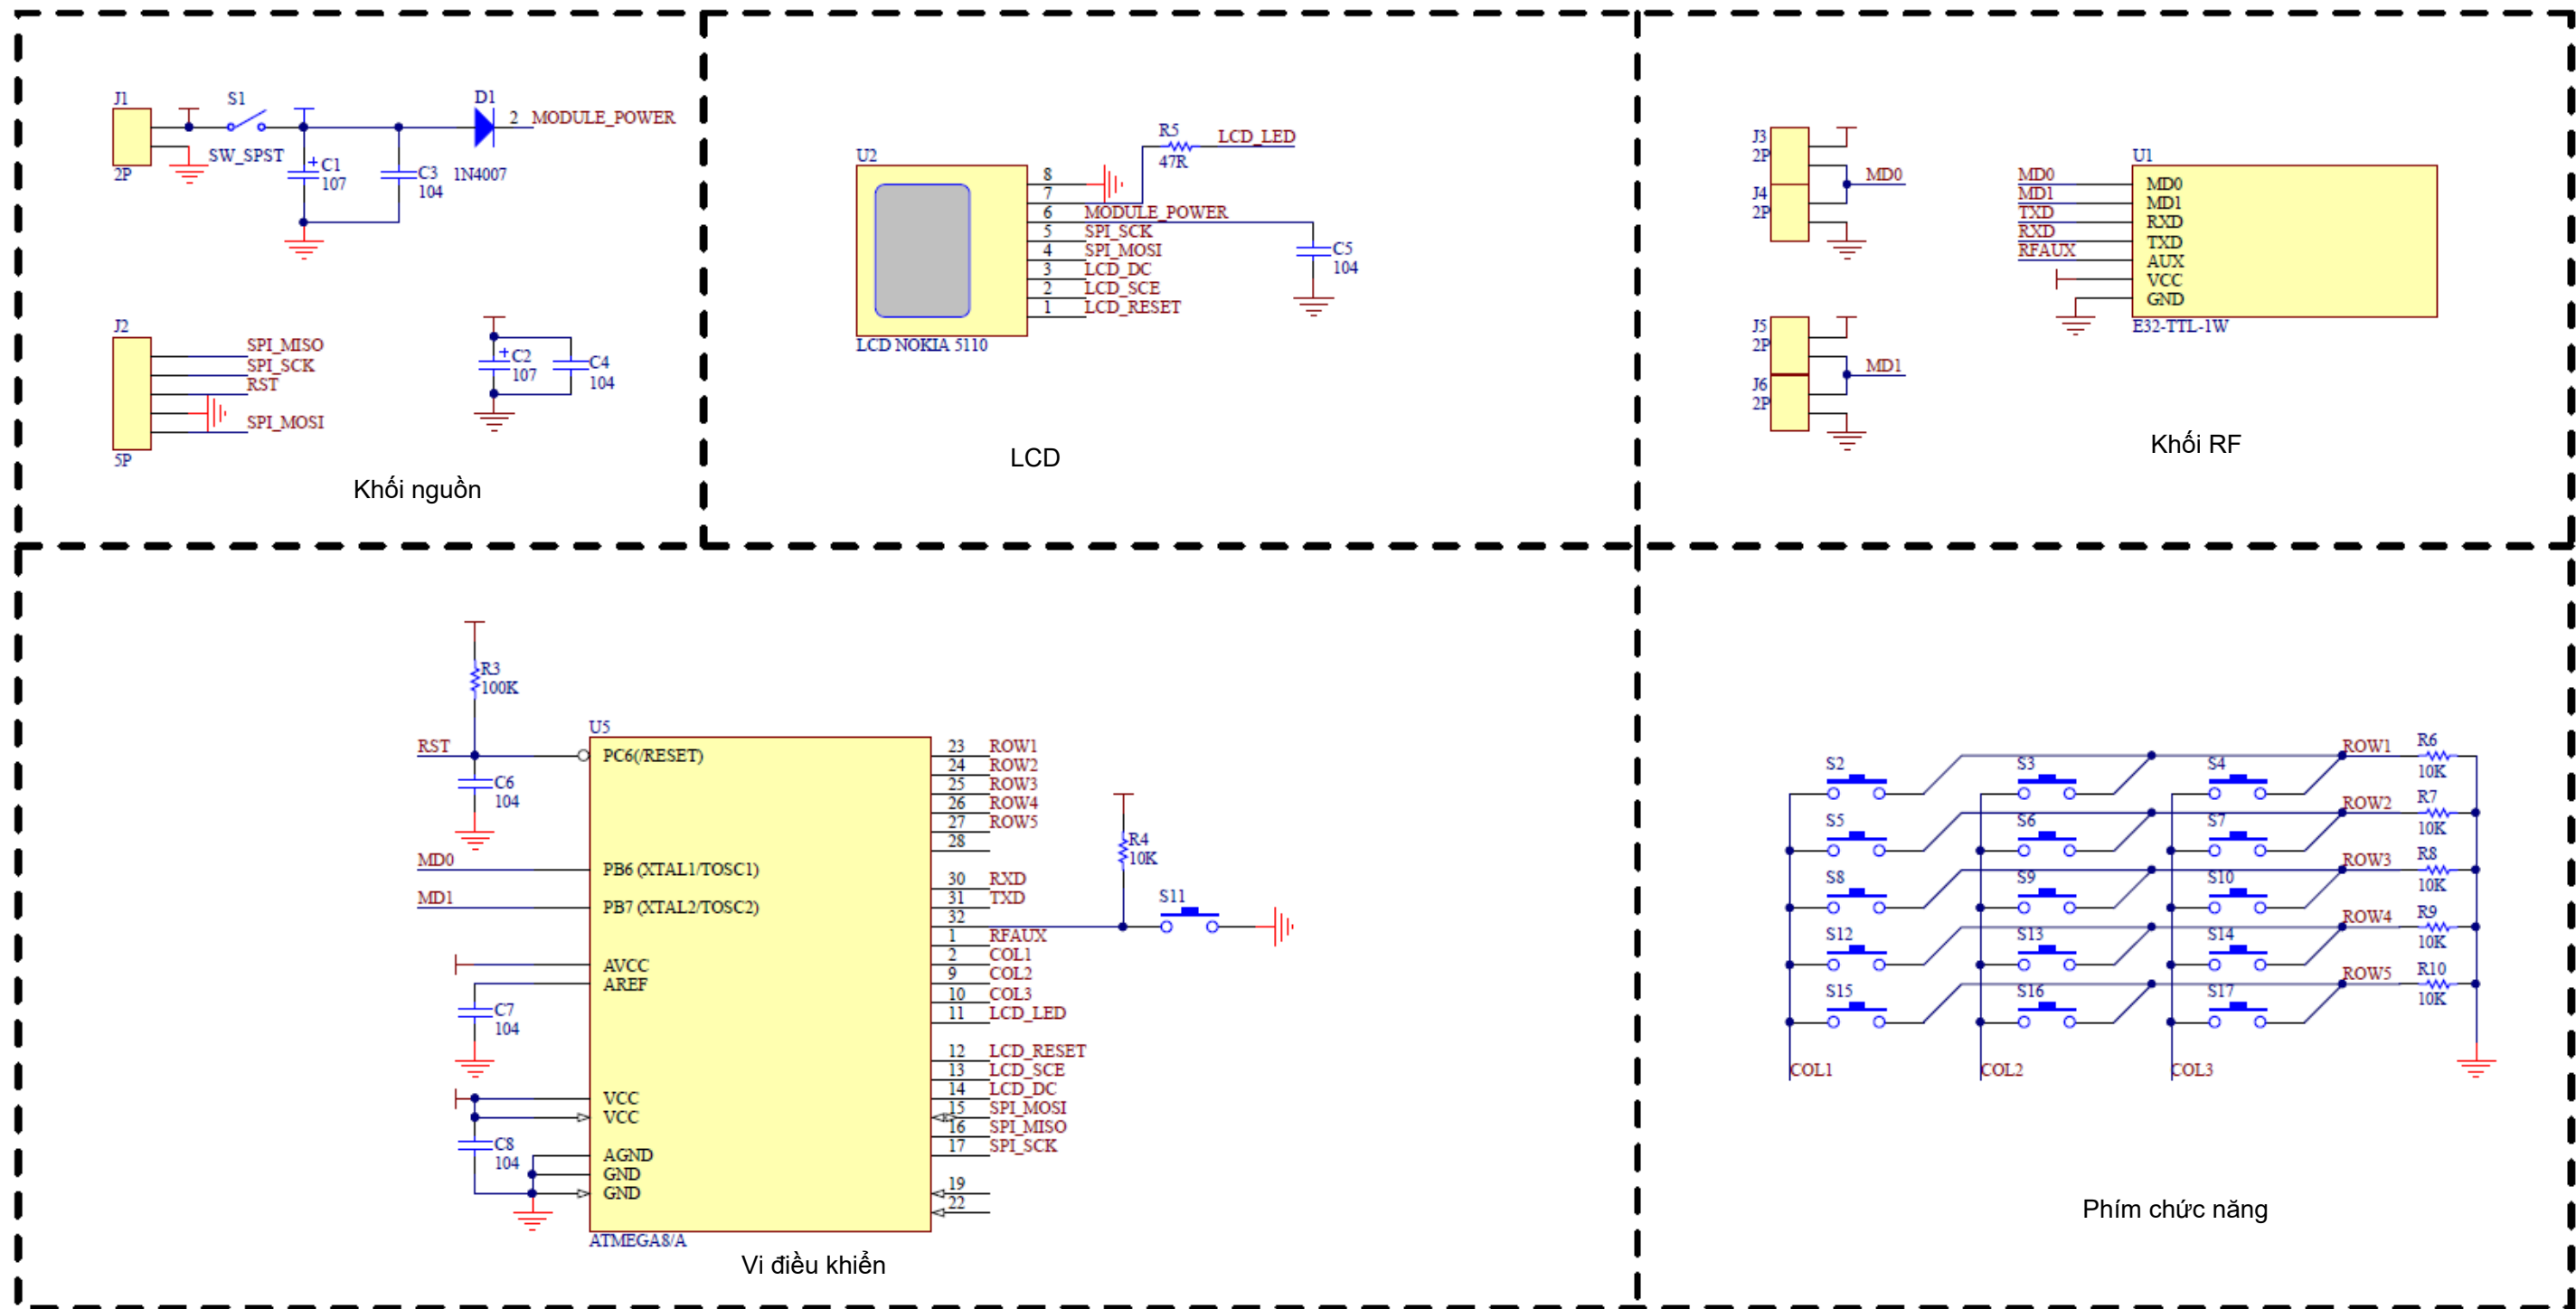 J1
2P
S1
SW_SPST
C1
107
C3
104
D1
1N4007
2
MODULE_POWER
J2
5P
SPI_MISO
SPI_SCK
RST
SPI_MOSI
C2
107
C4
104
Khối nguồn
U2
LCD NOKIA 5110
R5
47R
LCD_LED
8
7
6 MODULE_POWER
5 SPI_SCK
4 SPI_MOSI
3 LCD_DC
2 LCD_SCE
1 LCD_RESET
C5
104
LCD
J3
2P
J4
2P
MD0
J5
2P
J6
2P
MD1
U1
MD0 MD0
MD1 MD1
TXD RXD
RXD TXD
RFAUX AUX
VCC
GND
E32-TTL-1W
Khối RF
R3
100K
RST
C6
104
MD0
MD1
C7
104
C8
104
U5
PC6(/RESET)
PB6 (XTAL1/TOSC1)
PB7 (XTAL2/TOSC2)
AVCC
AREF
VCC
VCC
AGND
GND
GND
ATMEGA8/A
23 ROW1
24 ROW2
25 ROW3
26 ROW4
27 ROW5
28
30 RXD
31 TXD
32
1 RFAUX
2 COL1
9 COL2
10 COL3
11 LCD_LED
12 LCD_RESET
13 LCD_SCE
14 LCD_DC
15 SPI_MOSI
16 SPI_MISO
17 SPI_SCK
19
22
R4
10K
S11
Vi điều khiển
S2 S3 S4 ROW1 R6
10K
S5 S6 S7 ROW2 R7
10K
S8 S9 S10 ROW3 R8
10K
S12 S13 S14 ROW4 R9
10K
S15 S16 S17 ROW5 R10
10K
COL1 COL2 COL3
Phím chức năng